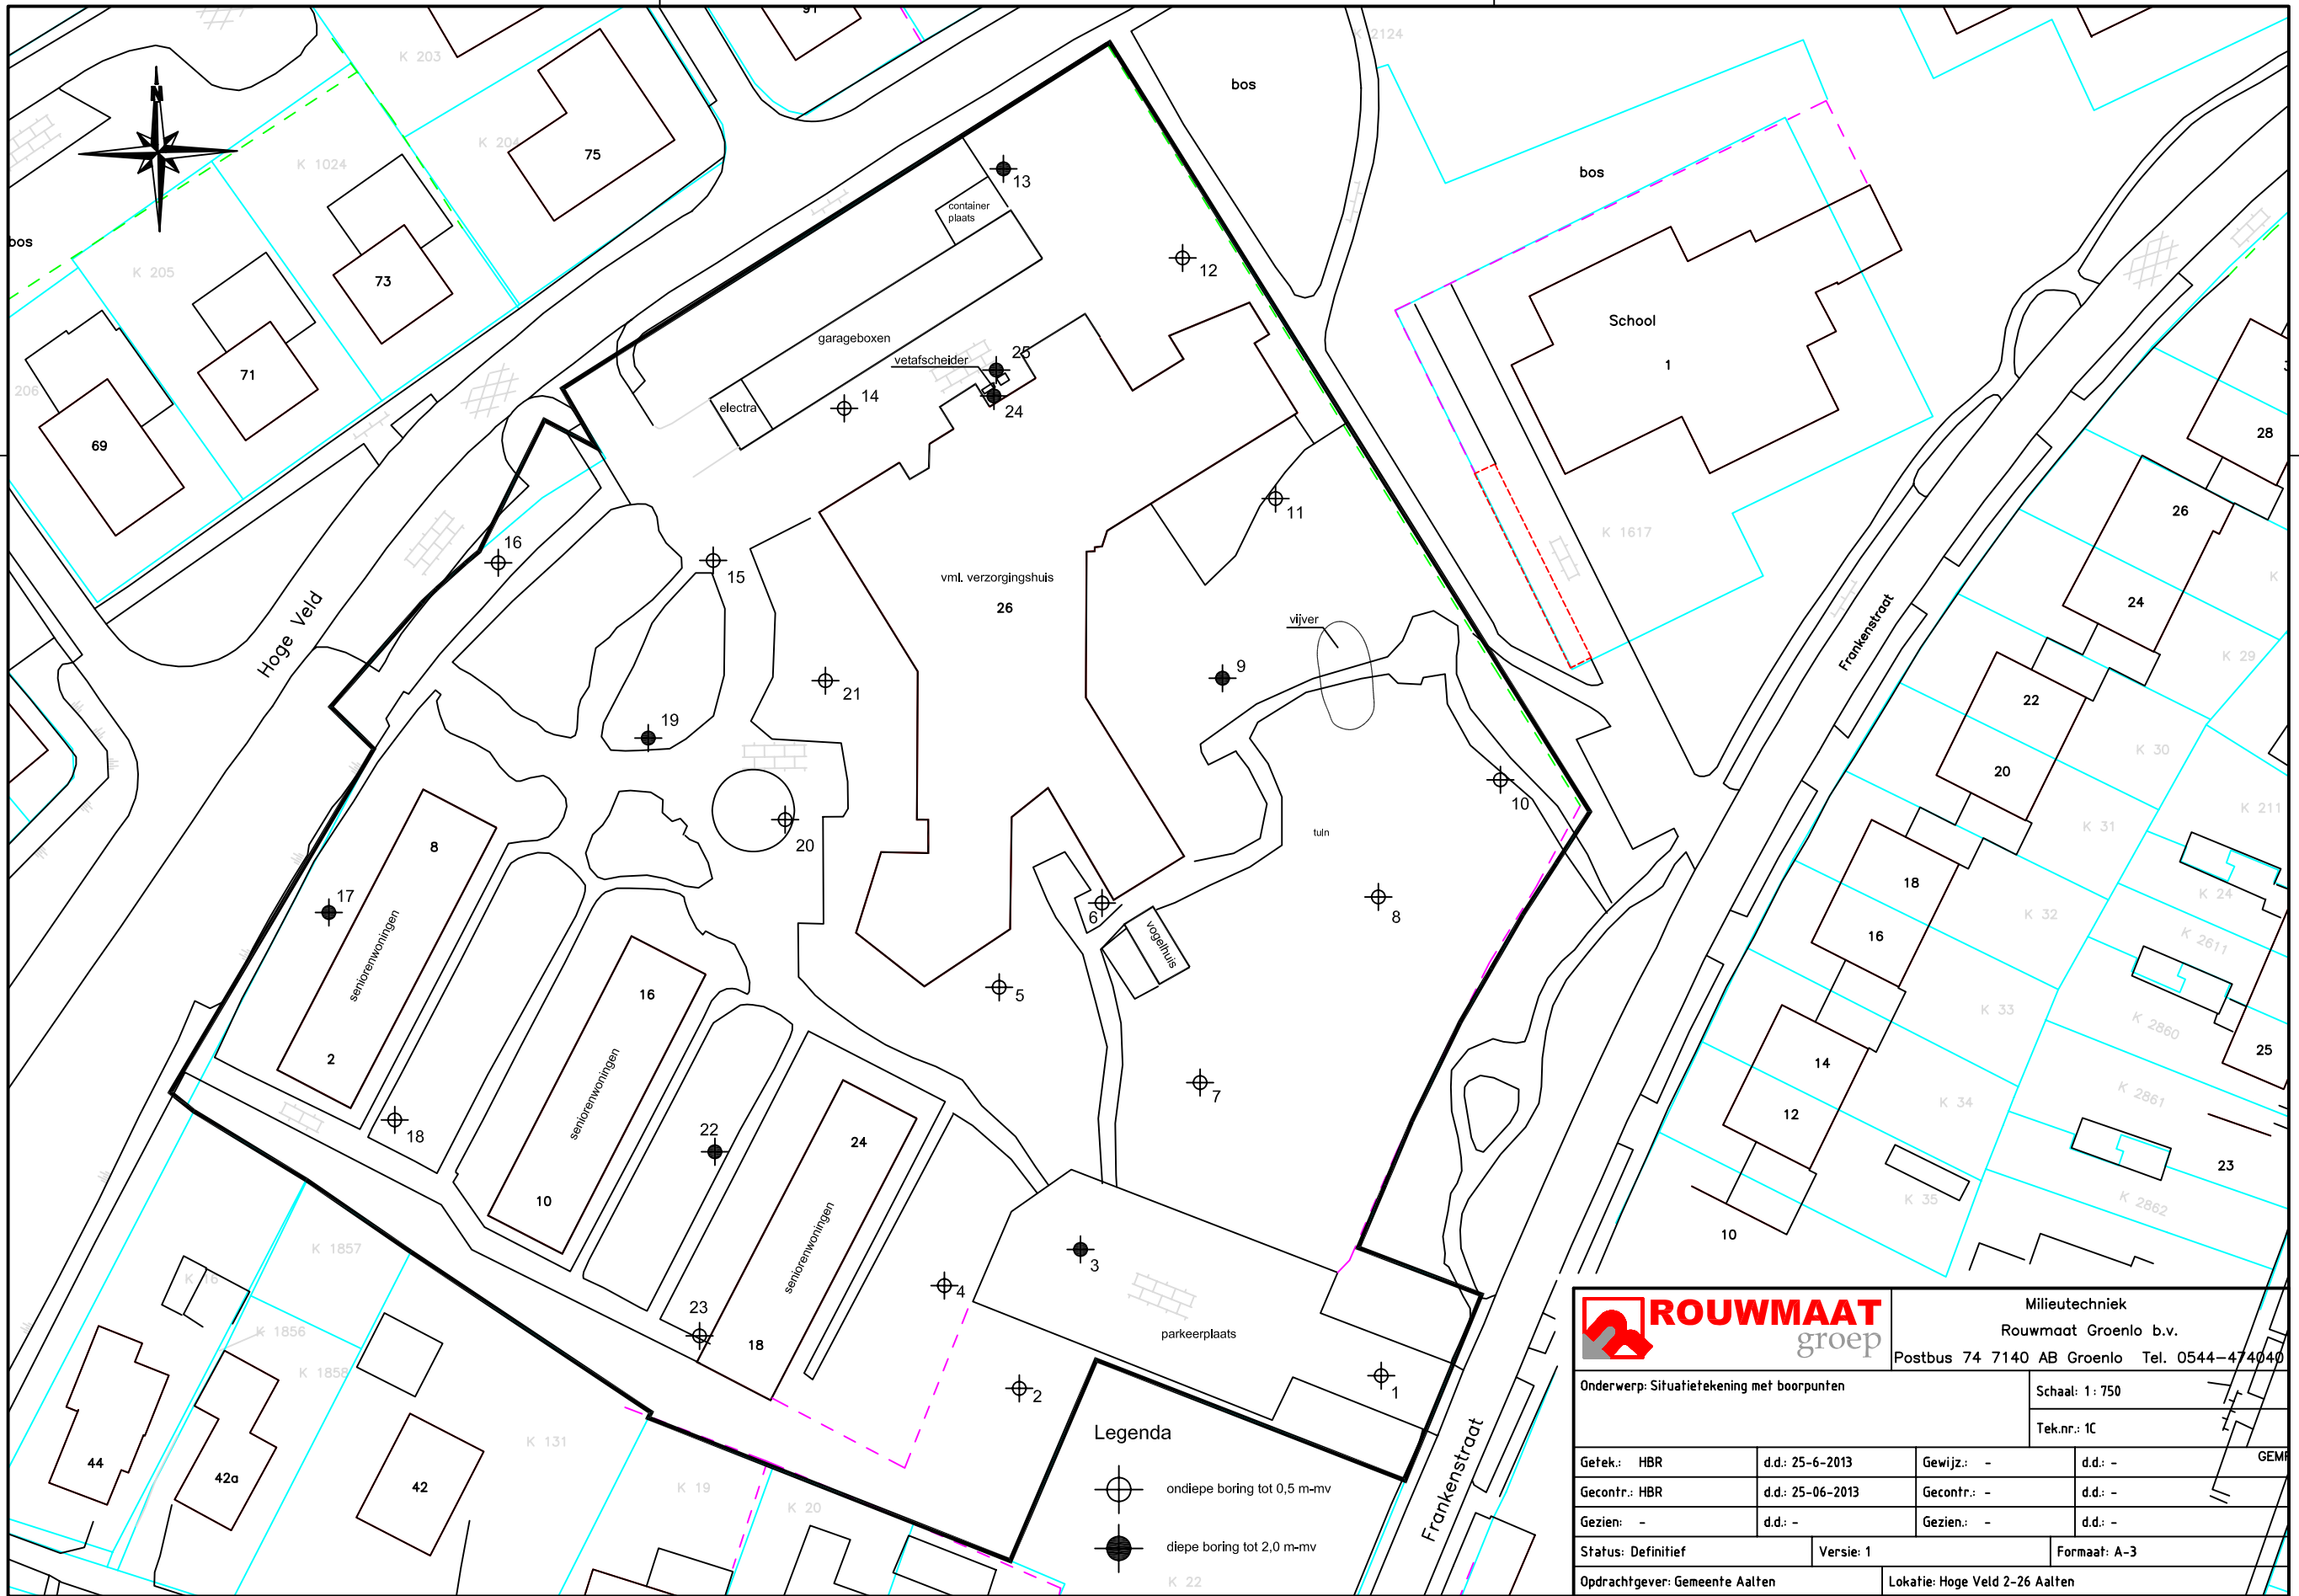 91
K 203
K 2124
bos
N
K 204
75
K 1024
bos
bos
K 205
73
13
container
plaats
12
School
1
garageboxen
vetafscheider
25
71
206
electra
14
24
69
28
26
16
15
11
K 1617
vml. verzorgingshuis
26
24
Hoge Veld
vijver
Frankenstraat
K 29
9
21
22
19
K 30
20
10
K 211
20
tuin
K 31
8
18
K 24
17
8
6
K 32
16
K 2611
vogelhuis
seniorenwoningen
16
5
K 33
K 2860
2
14
25
seniorenwoningen
7
K 2861
K 34
12
18
22
24
23
10
K 35
K 2862
10
seniorenwoningen
K 1857
3
K 16
4
23
K 1856
parkeerplaats
18
K 1858
1
2
Legenda
K 131
44
42a
42
K 19
K 20
ondiepe boring tot 0,5 m-mv
Frankenstraat
diepe boring tot 2,0 m-mv
K 22
ROUWMAAT
groep
Milieutechniek
Rouwmaat Groenlo b.v.
Postbus 74 7140 AB Groenlo Tel. 0544-474040
Onderwerp: Situatietekening met boorpunten
Schaal: 1 : 750
Tek.nr.: 1C
Getek.: HBR d.d.: 25-6-2013 Gewijz.: - d.d.: -
GEM
Gecontr.: HBR d.d.: 25-06-2013 Gecontr.: - d.d.: -
Gezien: - d.d.: - Gezien.: - d.d.: -
Status: Definitief Versie: 1 Formaat: A-3
Opdrachtgever: Gemeente Aalten Lokatie: Hoge Veld 2-26 Aalten